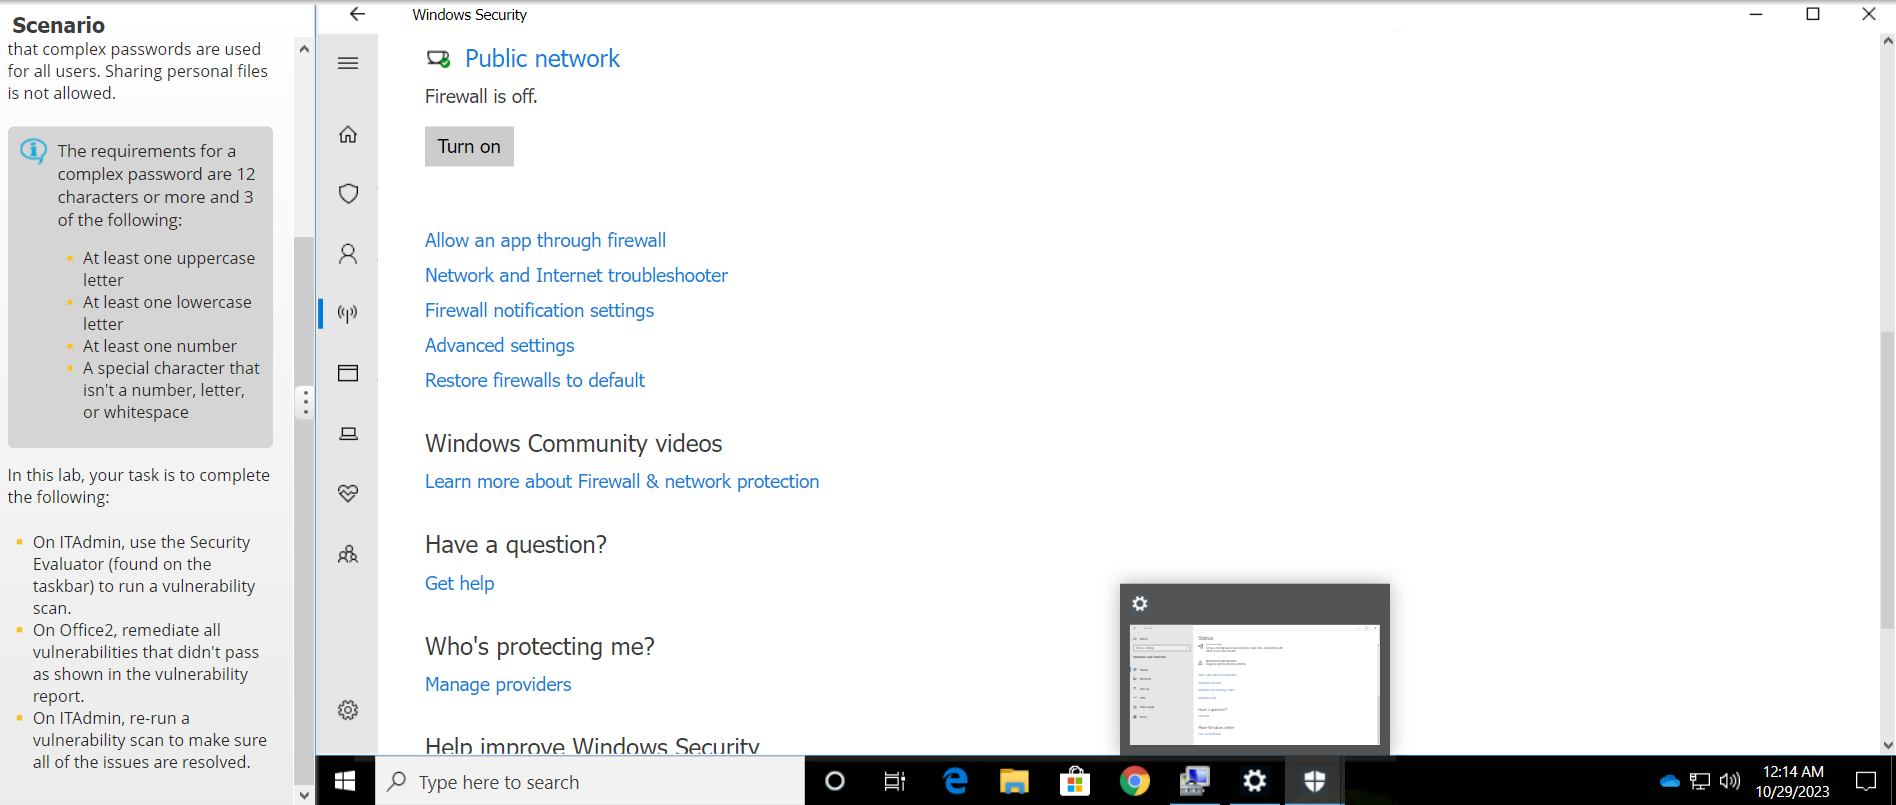 Scenario
that complex passwords are used
for all users. Sharing personal files
is not allowed.
The requirements for a
complex password are 12
characters or more and 3
of the following:
At least one uppercase
letter
At least one lowercase
letter
At least one number
A special character that
isn't a number, letter,
or whitespace
In this lab, your task is to complete
the following:
On ITAdmin, use the Security
Evaluator (found on the
taskbar) to run a vulnerability
scan.
On Office2, remediate all
vulnerabilities that didn't pass
as shown in the vulnerability
report.
On ITAdmin, re-run a
vulnerability scan to make sure
all of the issues are resolved.
Windows Security
Public network
Firewall is off.
Turn on
Allow an app through firewall
Network and Internet troubleshooter
Firewall notification settings
Advanced settings
Restore firewalls to default
Windows Community videos
Learn more about Firewall & network protection
Have a question?
Get help
Who's protecting me?
Manage providers
Help improve Windows Security
Status
Type here to search
12:14 AM
10/29/2023